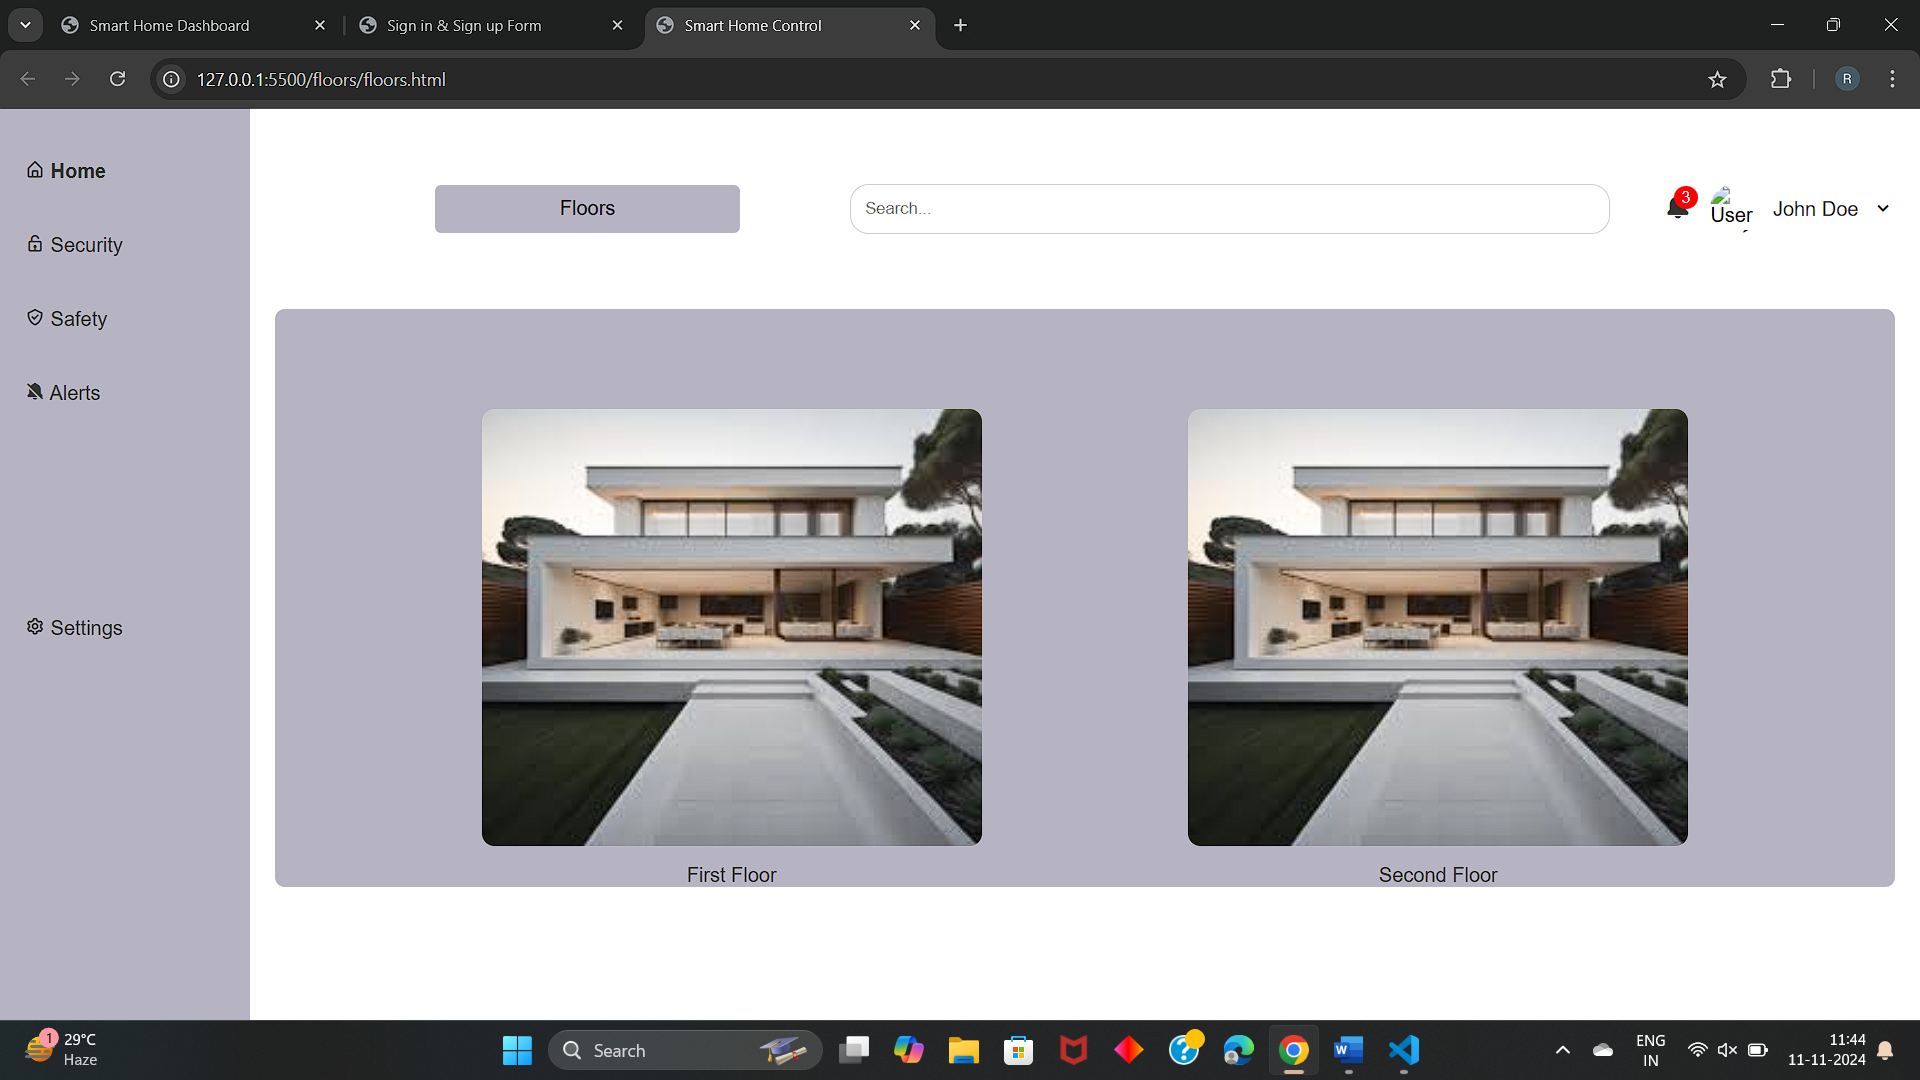 Smart Home Dashboard
Sign in & Sign up Form
Smart Home Control
127.0.0.1:5500/floors/floors.html
R
Home
Security
Safety
Alerts
Settings
Floors
Search...
3
User
John Doe
First Floor
Second Floor
1
29°C
Haze
Search
W
ENG
IN
11:44
11-11-2024